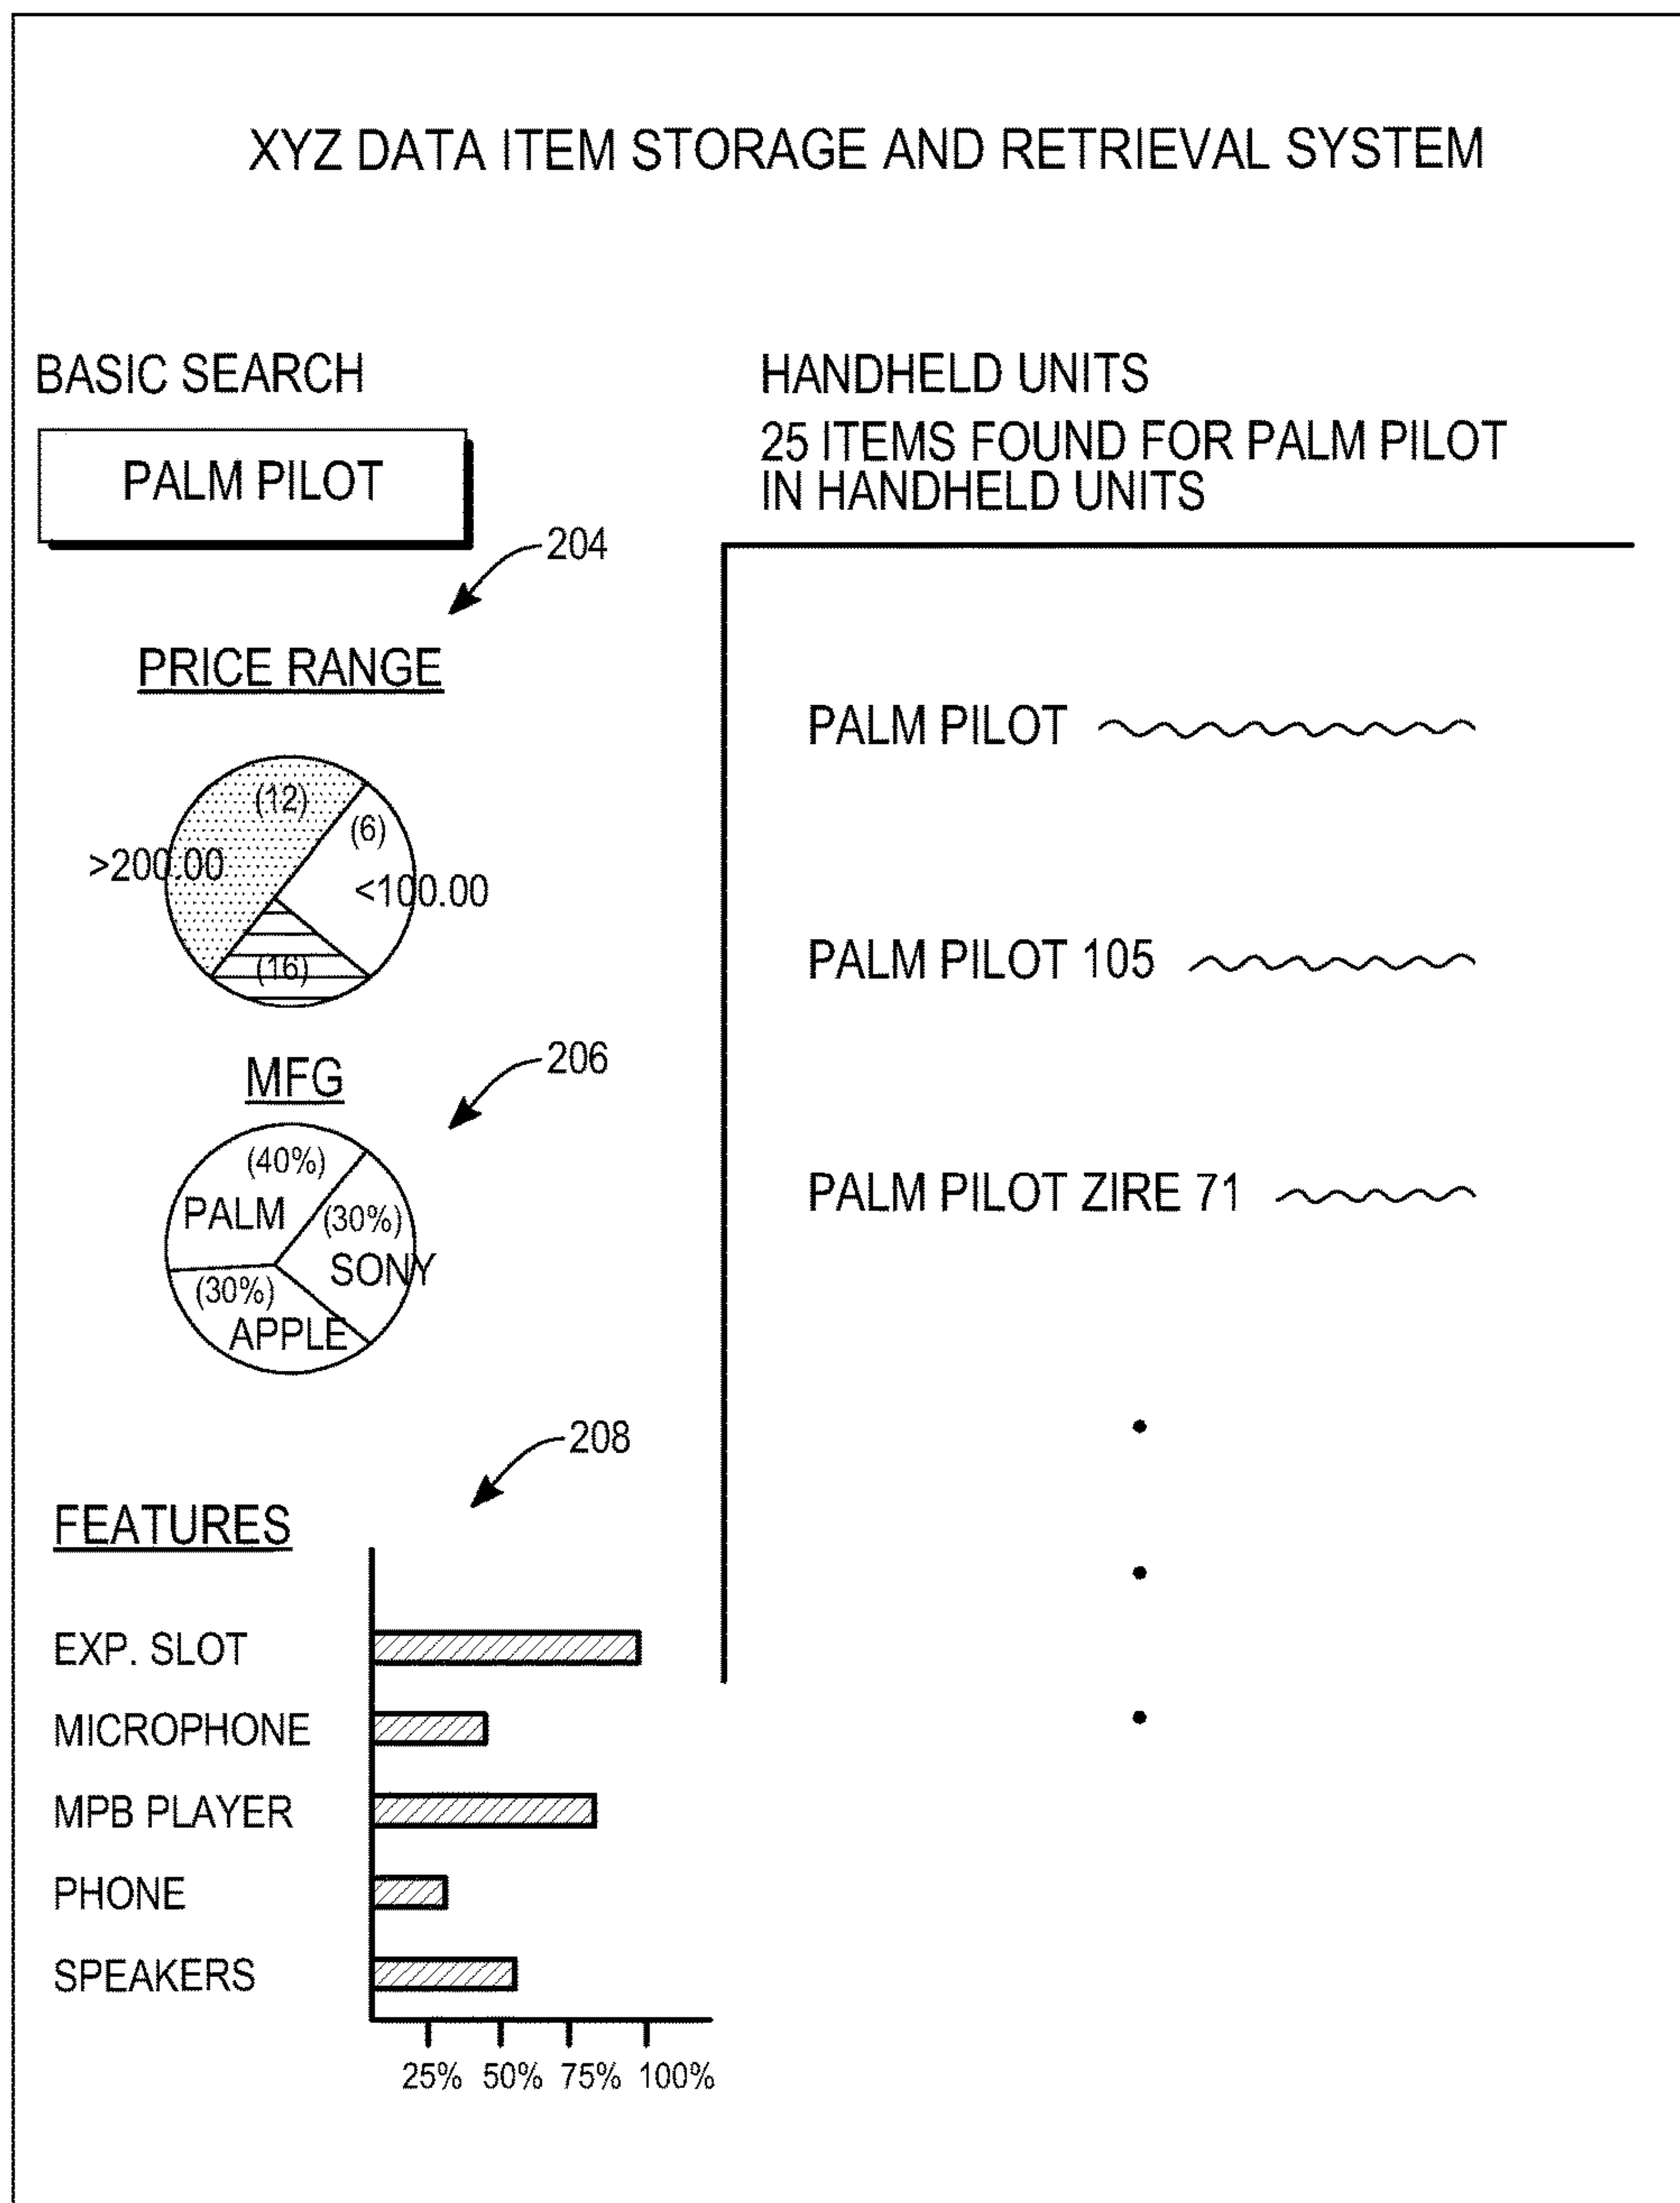 XYZ DATA ITEM STORAGE AND RETRIEVAL SYSTEM
BASIC SEARCH
PALM PILOT
204
PRICE RANGE
(12)
(6)
>200.00
<100.00
(16)
206
MFG
(40%)
PALM
(30%)
SONY
(30%)
APPLE
208
FEATURES
EXP. SLOT
MICROPHONE
MPB PLAYER
PHONE
SPEAKERS
25% 50% 75% 100%
HANDHELD UNITS
25 ITEMS FOUND FOR PALM PILOT
IN HANDHELD UNITS
PALM PILOT
PALM PILOT 105
PALM PILOT ZIRE 71